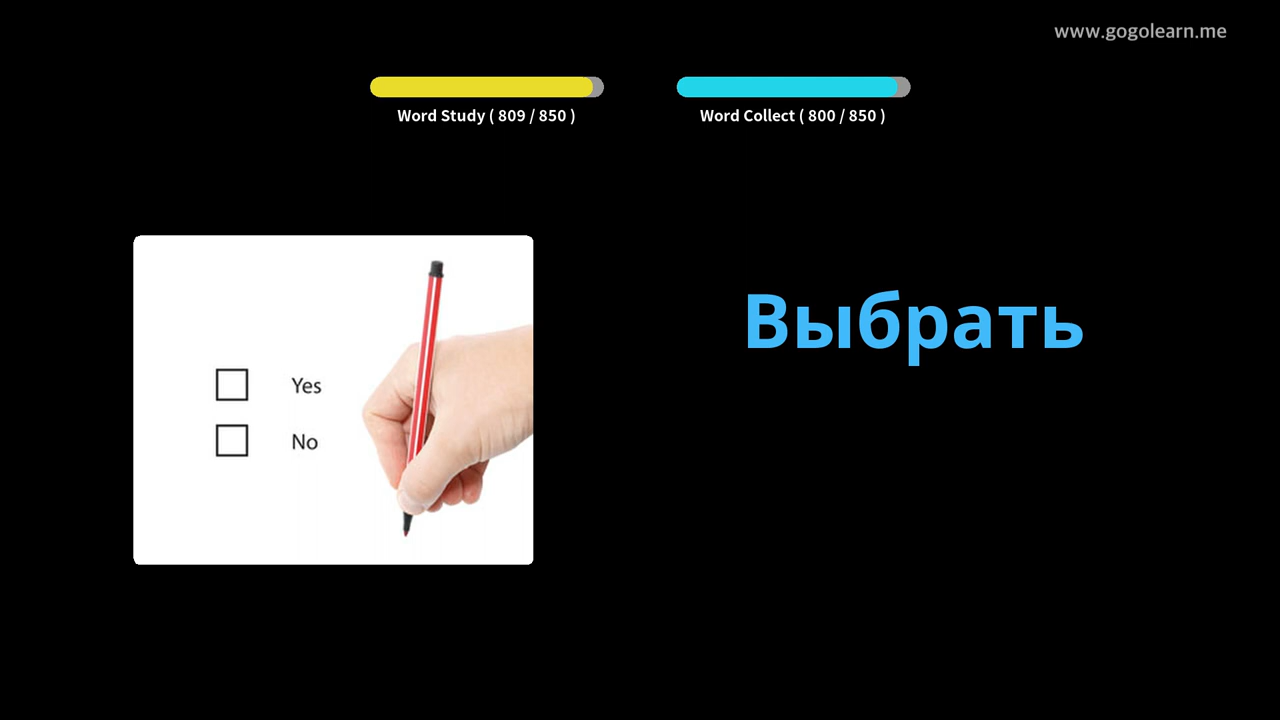 www.gogolearn.me
Word Study ( 809 / 850 )
Word Collect ( 800 / 850 )
Выбрать
Yes
No